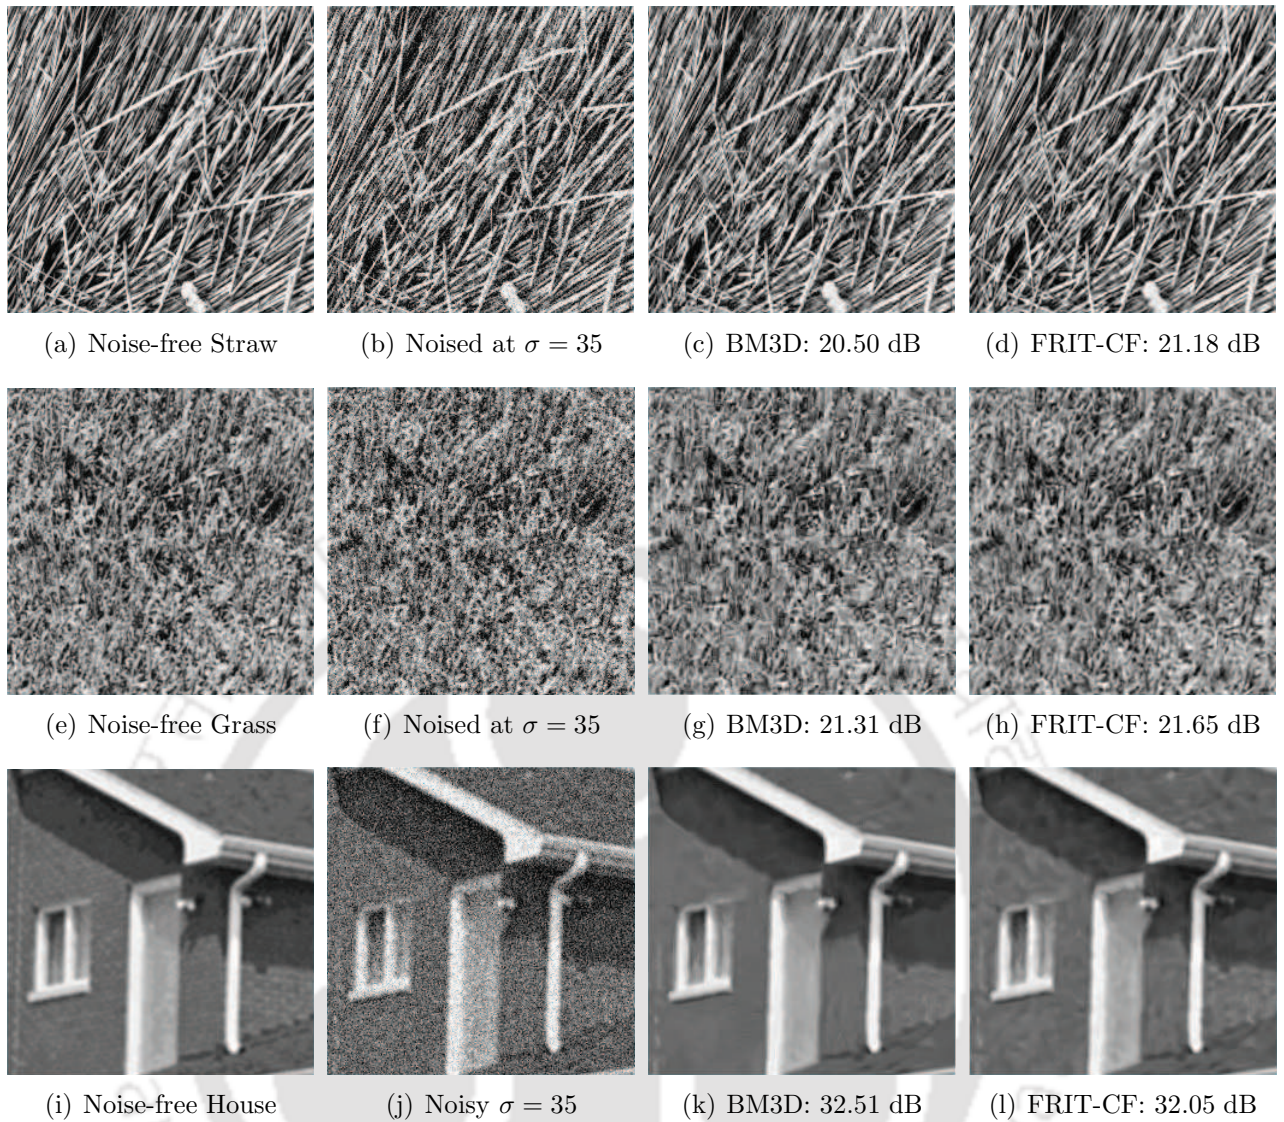 (a) Noise-free Straw
(b) Noised at σ = 35
(c) BM3D: 20.50 dB
(d) FRIT-CF: 21.18 dB
(e) Noise-free Grass
(f) Noised at σ = 35
(g) BM3D: 21.31 dB
(h) FRIT-CF: 21.65 dB
(i) Noise-free House
(j) Noisy σ = 35
(k) BM3D: 32.51 dB
(l) FRIT-CF: 32.05 dB